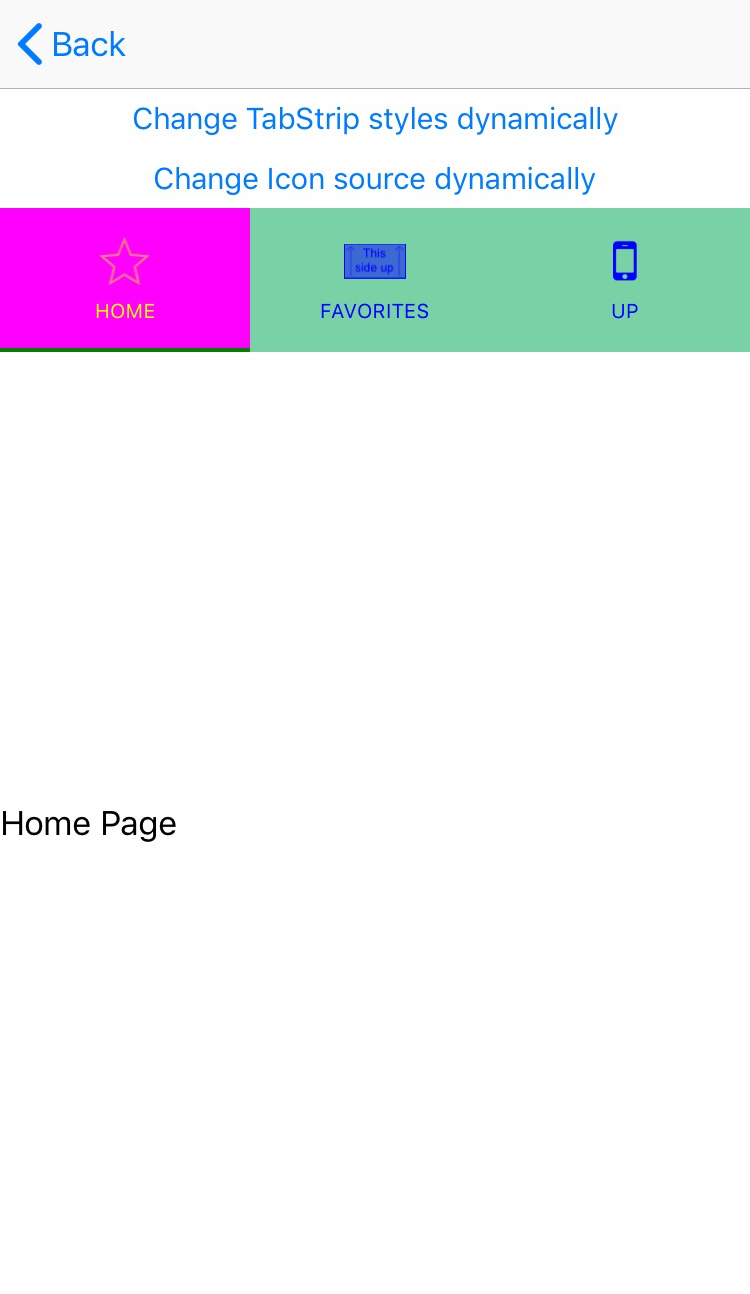 Back
Change TabStrip styles dynamically
Change Icon source dynamically
This
side up
HOME
FAVORITES
UP
Home Page